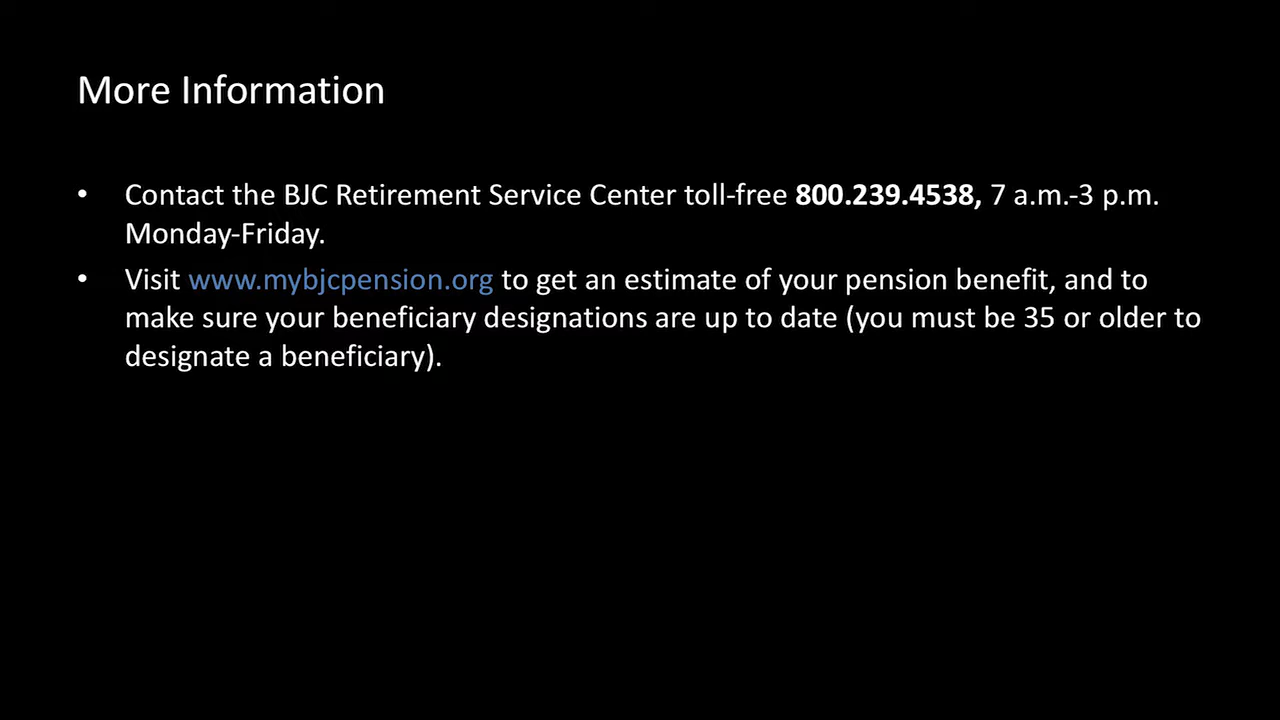 More Information
• Contact the BJC Retirement Service Center toll-free 800.239.4538, 7 a.m.-3 p.m.
Monday-Friday.
• Visit www.mybjcpension.org to get an estimate of your pension benefit, and to
make sure your beneficiary designations are up to date (you must be 35 or older to
designate a beneficiary).